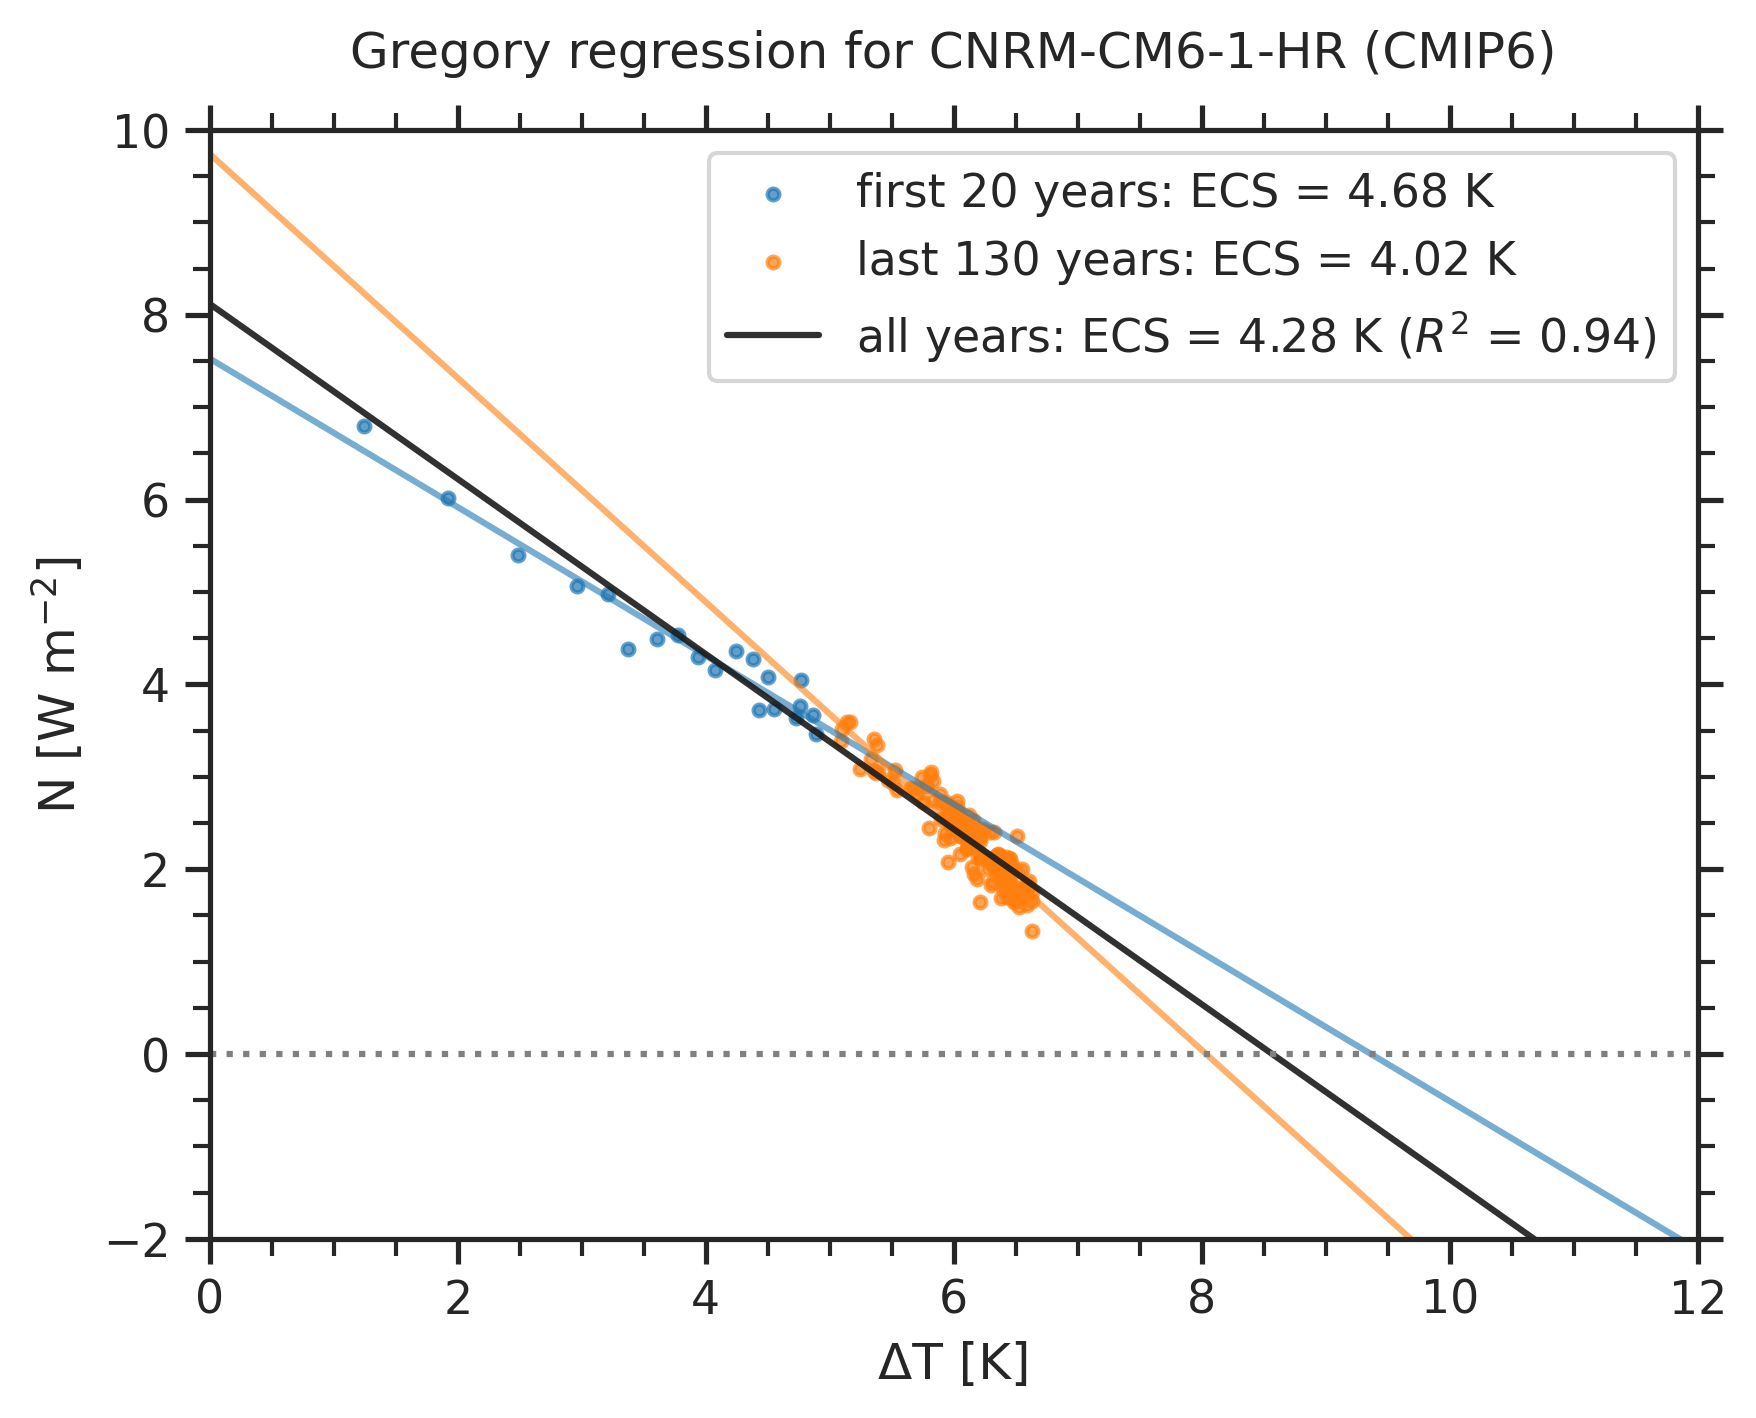 Gregory regression for CNRM-CM6-1-HR (CMIP6)
first 20 years: ECS = 4.68 K
last 130 years: ECS = 4.02 K
all years: ECS = 4.28 K (R² = 0.94)
10
8
6
4
2
0
−2
N [W m⁻²]
0 2 4 6 8 10 12
ΔT [K]